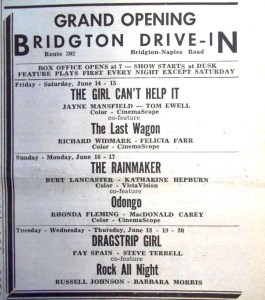 GRAND OPENING
BRIDGTON DRIVE-IN
Route 202 Bridgton-Naples Road
BOX OFFICE OPENS at 7 — SHOW STARTS at DUSK
FEATURE PLAYS FIRST EVERY NIGHT EXCEPT SATURDAY
Friday - Saturday, June 14 - 15
THE GIRL CAN'T HELP IT
JAYNE MANSFIELD — TOM EWELL
Color - CinemaScope
co-feature
The Last Wagon
RICHARD WIDMARK - FELICIA FARR
Color - CinemaScope
Sunday - Monday, June 16 - 17
THE RAINMAKER
BURT LANCASTER - KATHARINE HEPBURN
Color - VistaVision
co-feature
Odongo
RHONDA FLEMING - MacDONALD CAREY
Color - CinemaScope
Tuesday - Wednesday - Thursday, June 18 - 19 - 20
DRAGSTRIP GIRL
FAY SPAIN - STEVE TERRELL
co-feature
Rock All Night
RUSSELL JOHNSON - BARBARA MORRIS